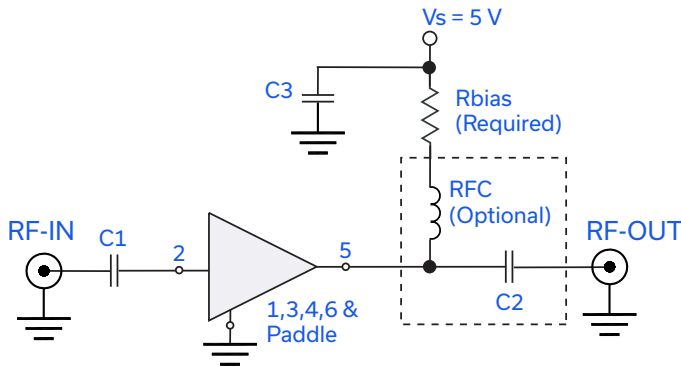 Vs = 5 V
C3
Rbias
(Required)
RFC
(Optional)
RF-IN
C1
2
5
RF-OUT
C2
1,3,4,6 &
Paddle